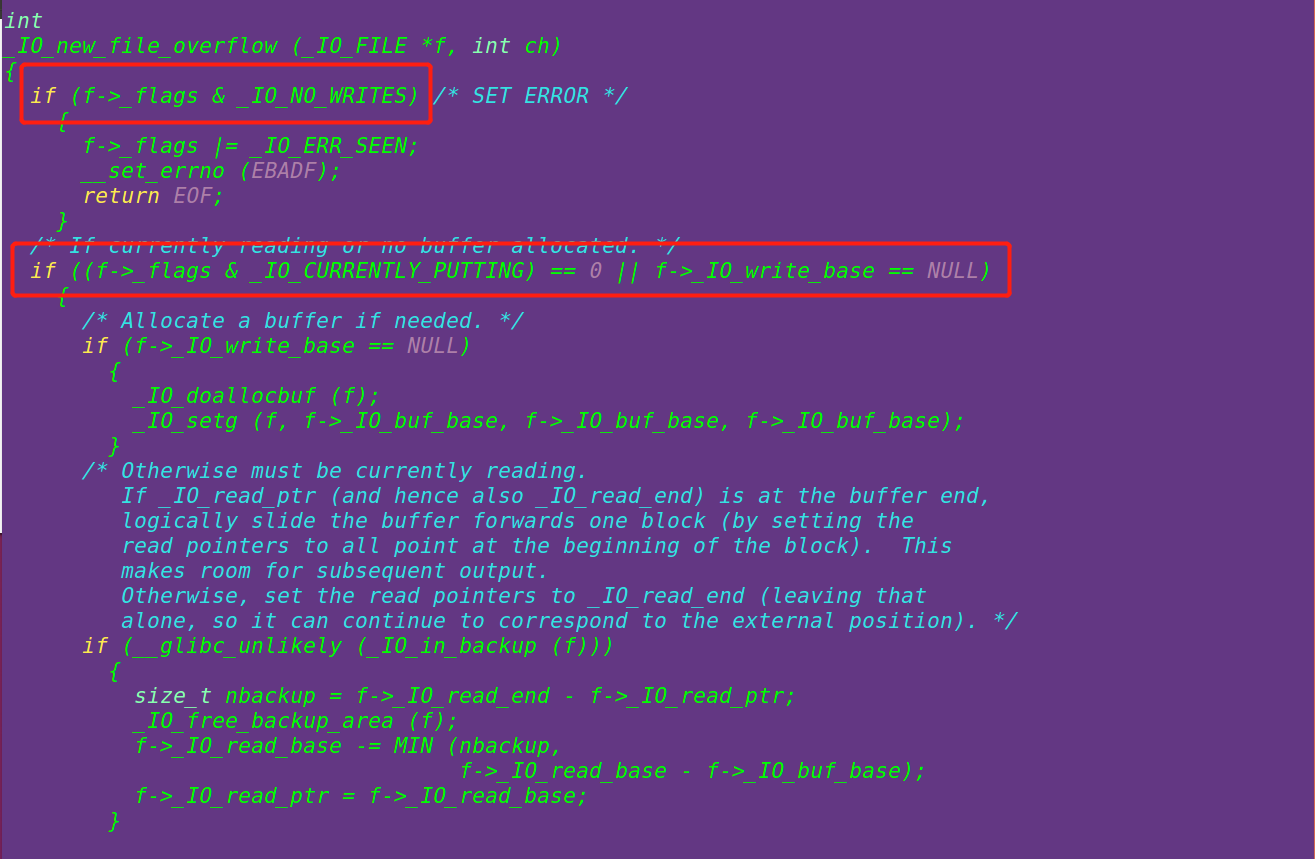 int
_IO_new_file_overflow (_IO_FILE *f, int ch)
{
  if (f->_flags & _IO_NO_WRITES) /* SET ERROR */
    {
      f->_flags |= _IO_ERR_SEEN;
      __set_errno (EBADF);
      return EOF;
    }
  /* If currently reading or no buffer allocated. */
  if ((f->_flags & _IO_CURRENTLY_PUTTING) == 0 || f->_IO_write_base == NULL)
    {
      /* Allocate a buffer if needed. */
      if (f->_IO_write_base == NULL)
        {
          _IO_doallocbuf (f);
          _IO_setg (f, f->_IO_buf_base, f->_IO_buf_base, f->_IO_buf_base);
        }
      /* Otherwise must be currently reading.
         If _IO_read_ptr (and hence also _IO_read_end) is at the buffer end,
         logically slide the buffer forwards one block (by setting the
         read pointers to all point at the beginning of the block).  This
         makes room for subsequent output.
         Otherwise, set the read pointers to _IO_read_end (leaving that
         alone, so it can continue to correspond to the external position). */
      if (__glibc_unlikely (_IO_in_backup (f)))
        {
          size_t nbackup = f->_IO_read_end - f->_IO_read_ptr;
          _IO_free_backup_area (f);
          f->_IO_read_base -= MIN (nbackup,
                                   f->_IO_read_base - f->_IO_buf_base);
          f->_IO_read_ptr = f->_IO_read_base;
        }